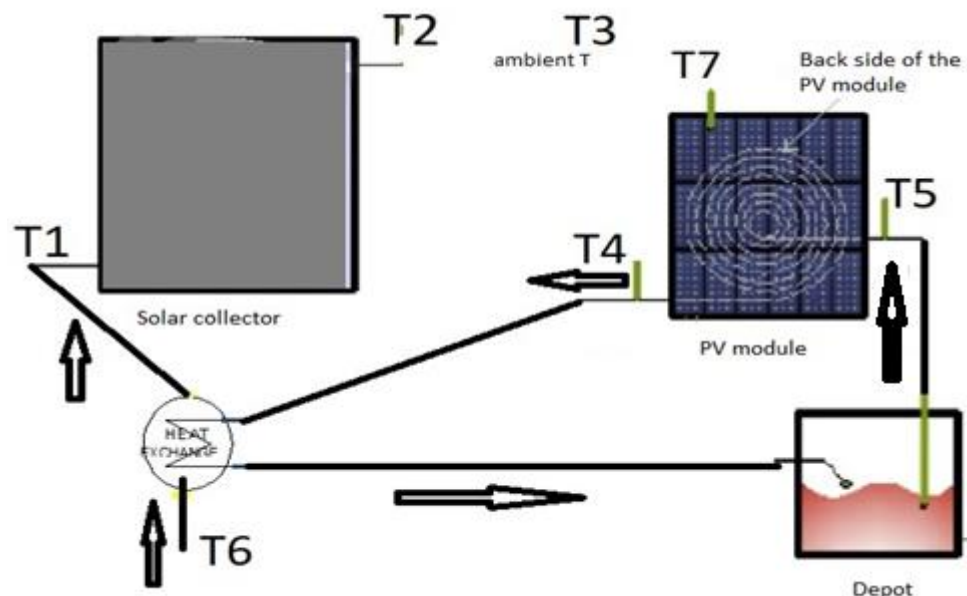 T2
T3
ambient T
T7
Back side of the
PV module
T5
T1
T4
Solar collector
PV module
HEAT
EXCHANGE
T6
Depot